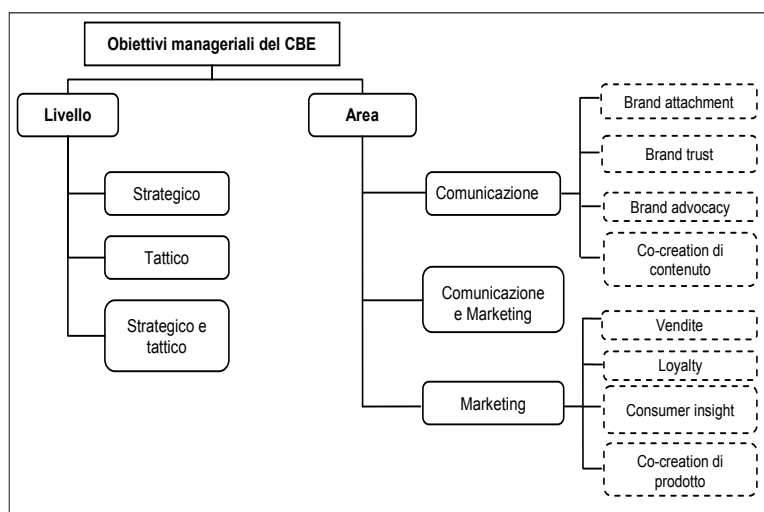 Obiettivi manageriali del CBE
Livello
Area
Strategico
Tattico
Strategico e
tattico
Comunicazione
Comunicazione
e Marketing
Marketing
Brand attachment
Brand trust
Brand advocacy
Co-creation di
contenuto
Vendite
Loyalty
Consumer insight
Co-creation di
prodotto